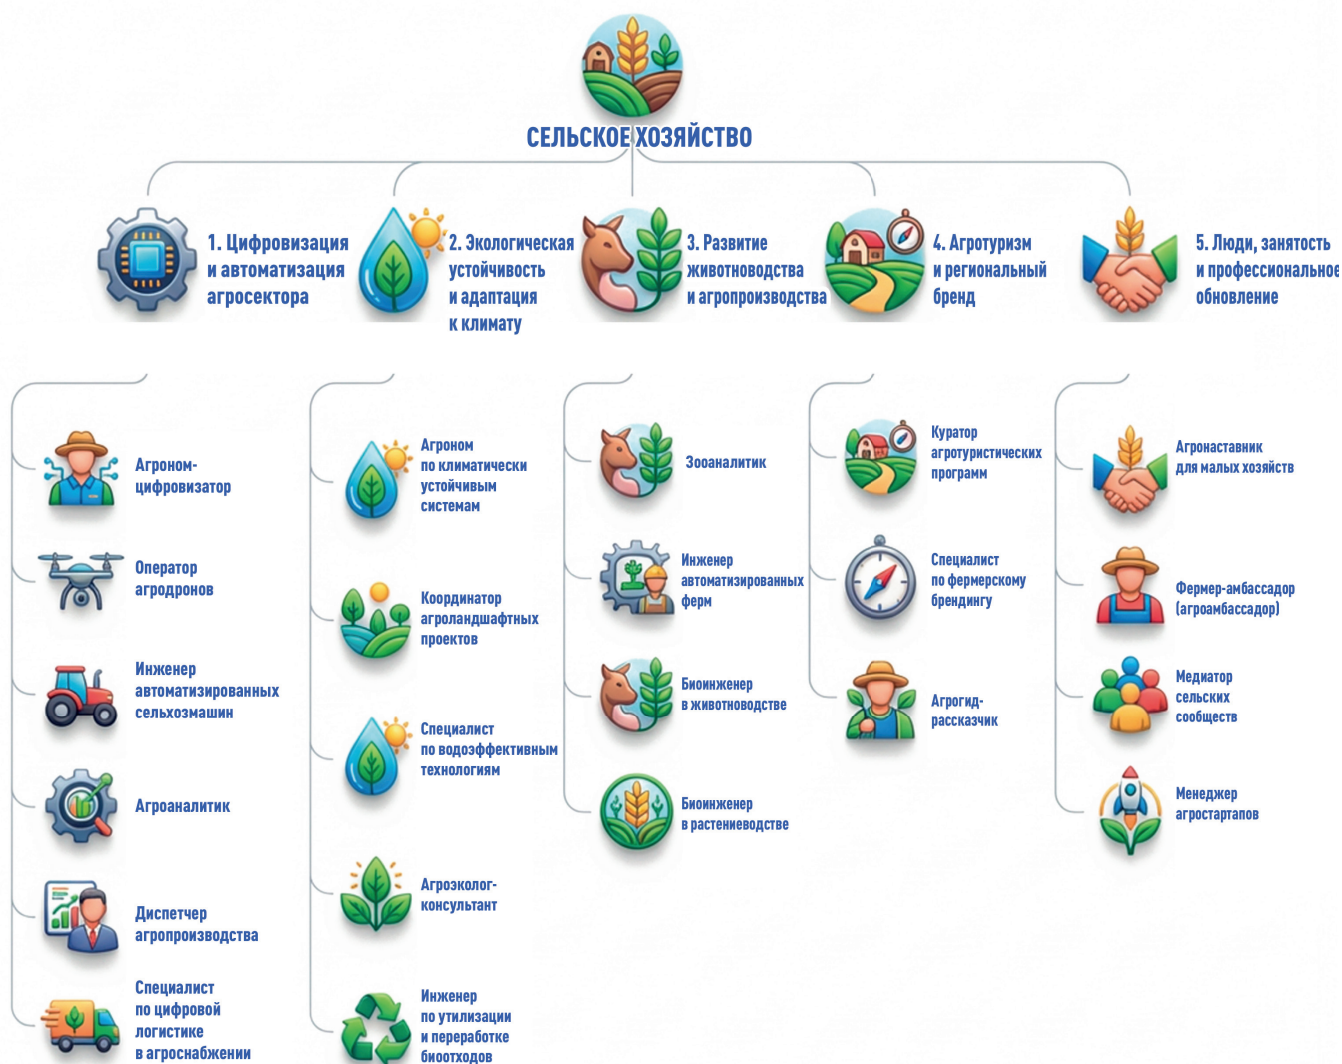 СЕЛЬСКОЕ ХОЗЯЙСТВО
1. Цифровизация
и автоматизация
агросектора
2. Экологическая
устойчивость
и адаптация
к климату
3. Развитие
животноводства
и агропроизводства
4. Агротуризм
и региональный
бренд
5. Люди, занятость
и профессиональное
обновление
Агроном-
цифровизатор
Оператор
агродронов
Инженер
автоматизированных
сельхозмашин
Агроаналитик
Диспетчер
агропроизводства
Специалист
по цифровой
логистике
в агроснабжении
Агроном
по климатически
устойчивым
системам
Координатор
агроландшафтных
проектов
Специалист
по водоэффективным
технологиям
Агроэколог-
консультант
Инженер
по утилизации
и переработке
биоотходов
Зооаналитик
Инженер
автоматизированных
ферм
Биоинженер
в животноводстве
Биоинженер
в растениеводстве
Куратор
агротуристических
программ
Специалист
по фермерскому
брендингу
Агрогид-
рассказчик
Агронаставник
для малых хозяйств
Фермер-амбассадор
(агроамбассадор)
Медиатор
сельских
сообществ
Менеджер
агростартапов